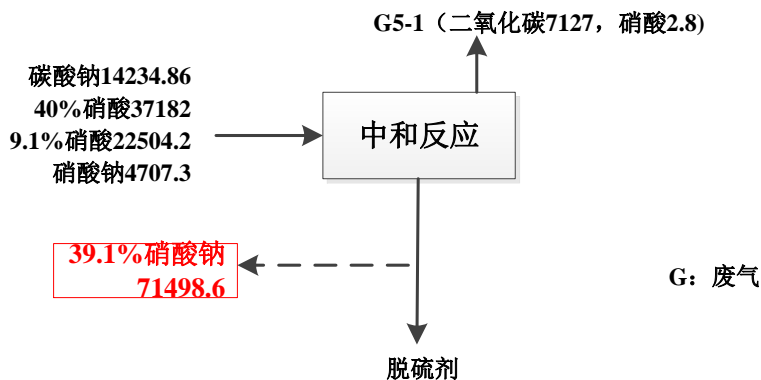 G5-1（二氧化碳7127，硝酸2.8)
碳酸钠14234.86
40%硝酸37182
9.1%硝酸22504.2
硝酸钠4707.3
中和反应
39.1%硝酸钠
71498.6
G：废气
脱硫剂